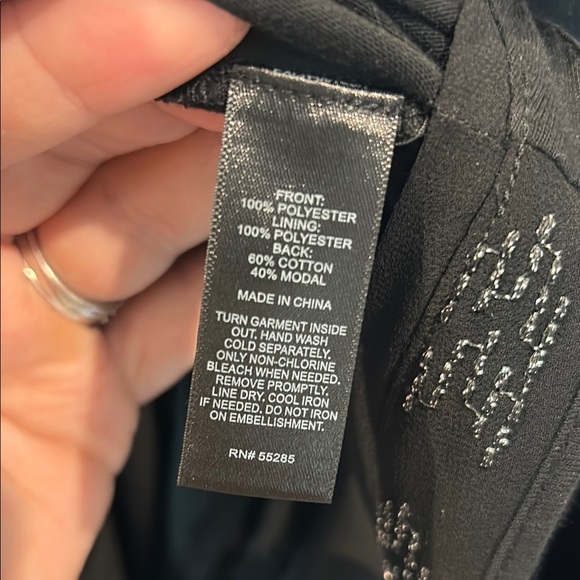 FRONT:
100% POLYESTER
LINING:
100% POLYESTER
BACK:
60% COTTON
40% MODAL
MADE IN CHINA
TURN GARMENT INSIDE
OUT. HAND WASH
COLD SEPARATELY.
ONLY NON-CHLORINE
BLEACH WHEN NEEDED.
REMOVE PROMPTLY.
LINE DRY. COOL IRON
IF NEEDED. DO NOT IRON
ON EMBELLISHMENT.
RN# 55285